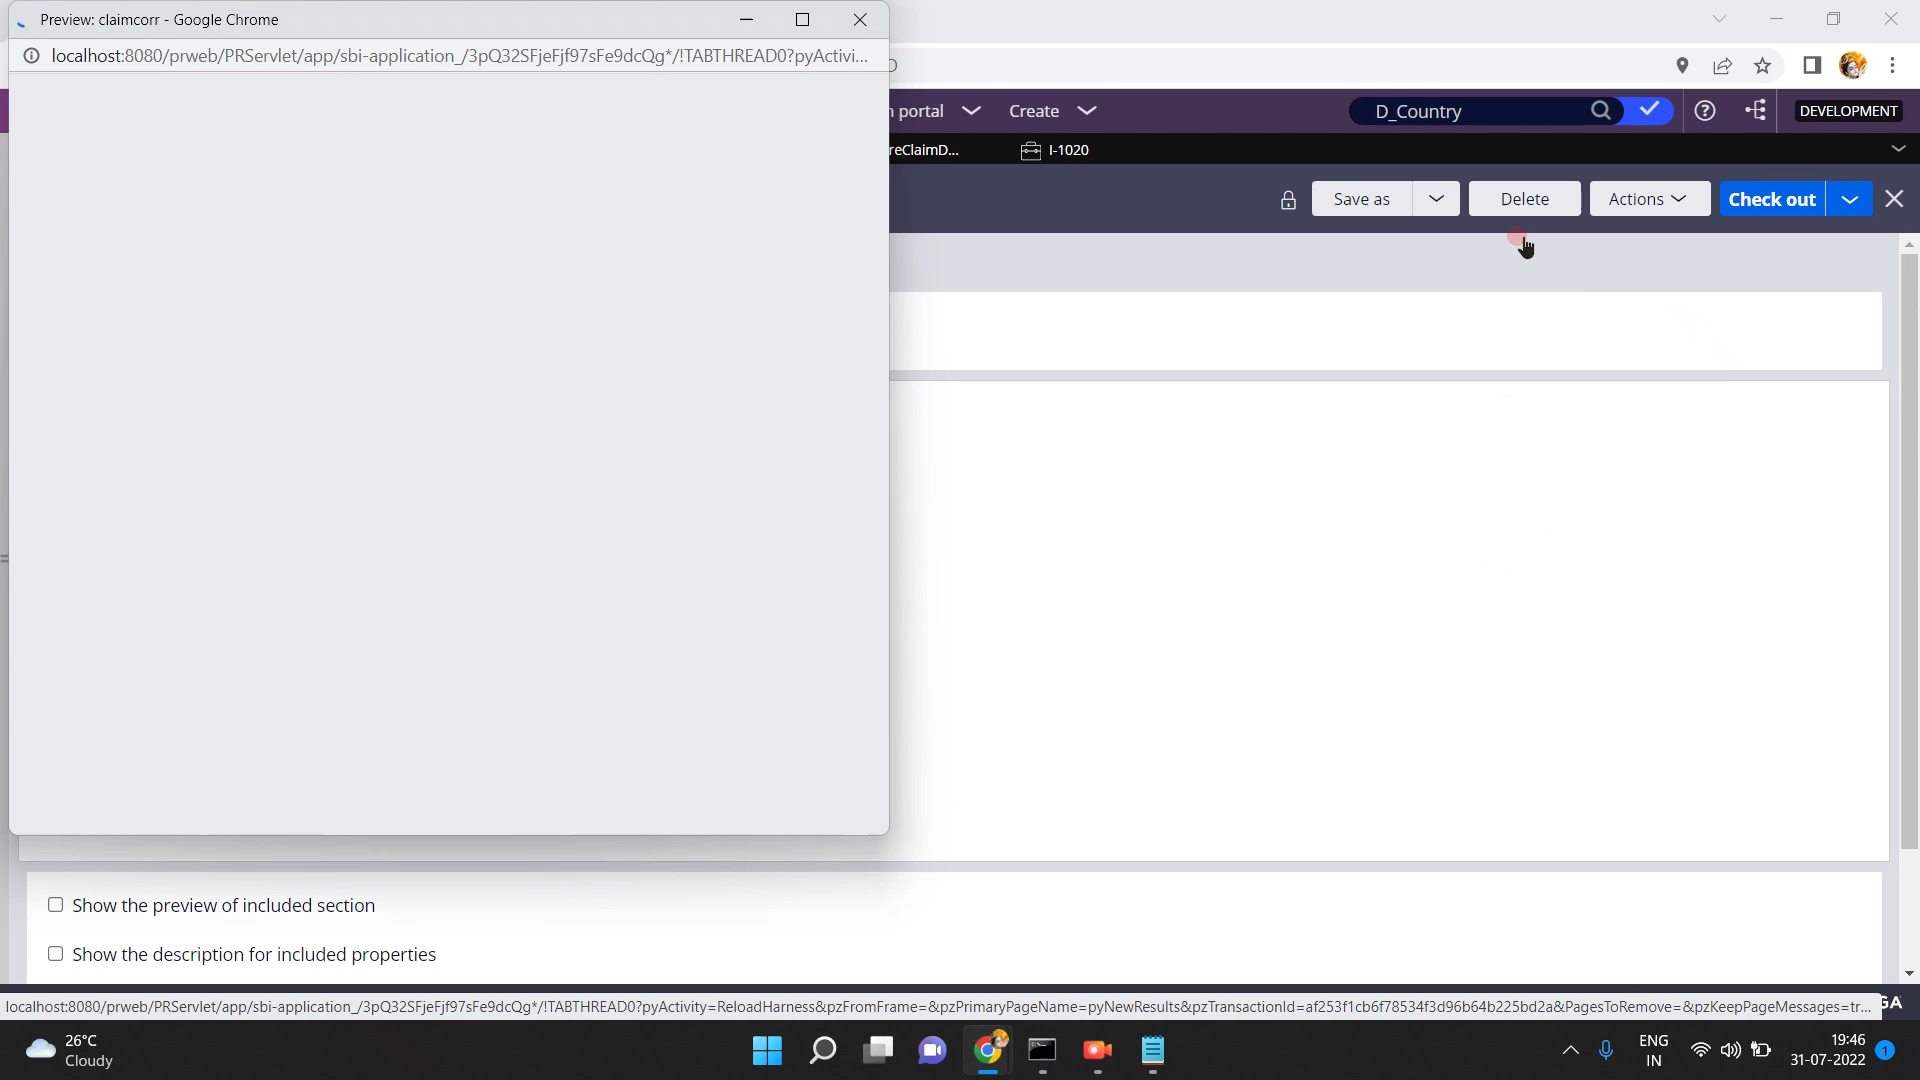 Preview: claimcorr - Google Chrome
localhost:8080/prweb/PRServlet/app/sbi-application_/3pQ32SFjeFjf97sFe9dcQg*/!TABTHREAD0?pyActivi...
portal
Create
D_Country
DEVELOPMENT
reClaimD...
I-1020
Save as
Delete
Actions
Check out
Show the preview of included section
Show the description for included properties
localhost:8080/prweb/PRServlet/app/sbi-application_/3pQ32SFjeFjf97sFe9dcQg*/!TABTHREAD0?pyActivity=ReloadHarness&pzFromFrame=&pzPrimaryPageName=pyNewResults&pzTransactionId=af253f1cb6f78534f3d96b64b225bd2a&PagesToRemove=&pzKeepPageMessages=tr...
GA
26°C
Cloudy
ENG
IN
19:46
31-07-2022
1